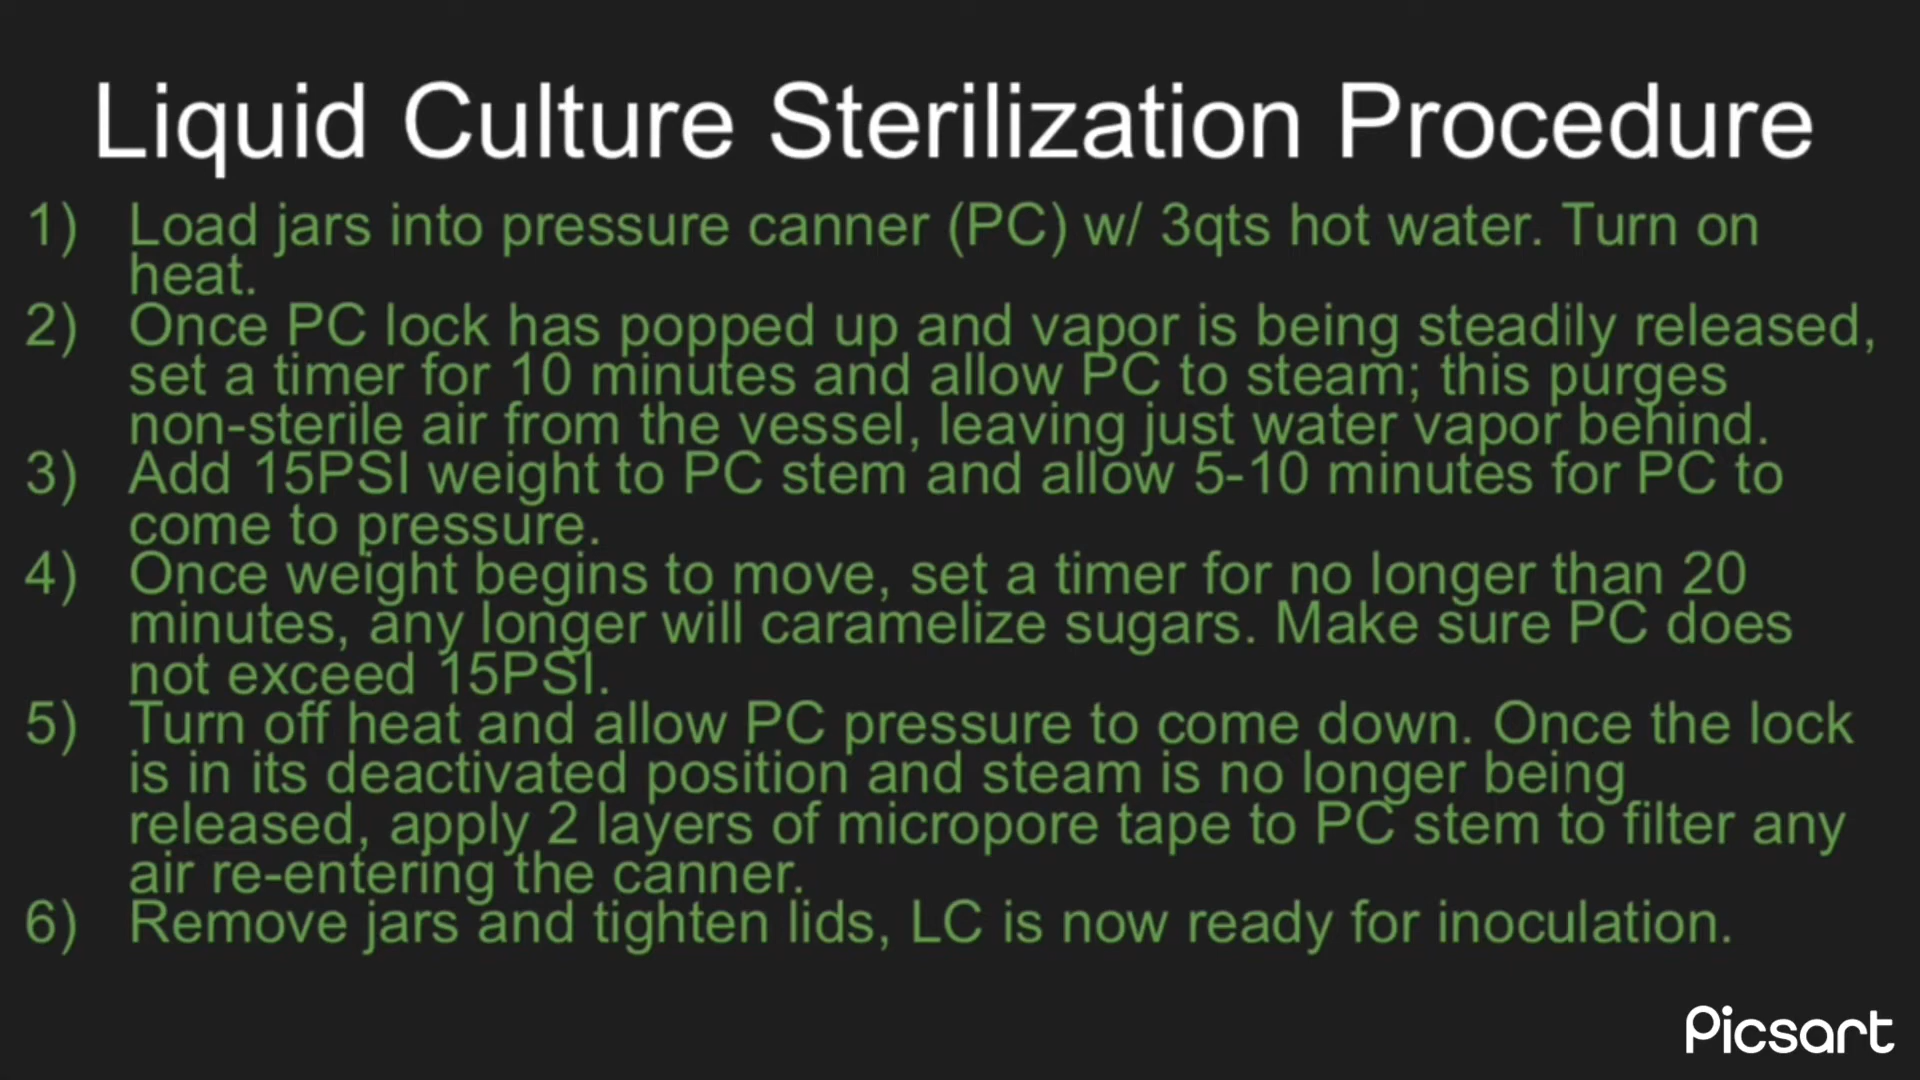 Liquid Culture Sterilization Procedure
1) Load jars into pressure canner (PC) w/ 3qts hot water. Turn on
heat.
2) Once PC lock has popped up and vapor is being steadily released,
set a timer for 10 minutes and allow PC to steam; this purges
non-sterile air from the vessel, leaving just water vapor behind.
3) Add 15PSI weight to PC stem and allow 5-10 minutes for PC to
come to pressure.
4) Once weight begins to move, set a timer for no longer than 20
minutes, any longer will caramelize sugars. Make sure PC does
not exceed 15PSI.
5) Turn off heat and allow PC pressure to come down. Once the lock
is in its deactivated position and steam is no longer being
released, apply 2 layers of micropore tape to PC stem to filter any
air re-entering the canner.
6) Remove jars and tighten lids, LC is now ready for inoculation.
Picsart